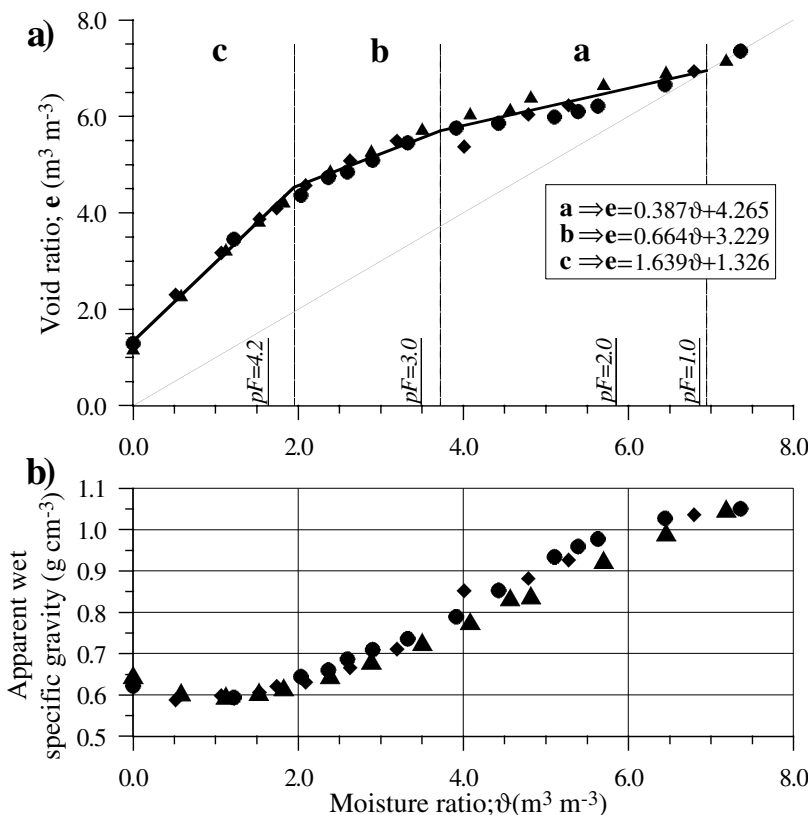 a)
8.0
c
b
a
6.0
4.0
2.0
0.0
Void ratio; e (m³ m⁻³)
a ⇒e=0.387ϑ+4.265
b ⇒e=0.664ϑ+3.229
c ⇒e=1.639ϑ+1.326
pF=4.2
pF=3.0
pF=2.0
pF=1.0
0.0 2.0 4.0 6.0 8.0
b)
1.1
1.0
0.9
0.8
0.7
0.6
0.5
Apparent wet
specific gravity (g cm⁻³)
0.0 2.0 4.0 6.0 8.0
Moisture ratio;ϑ(m³ m⁻³)